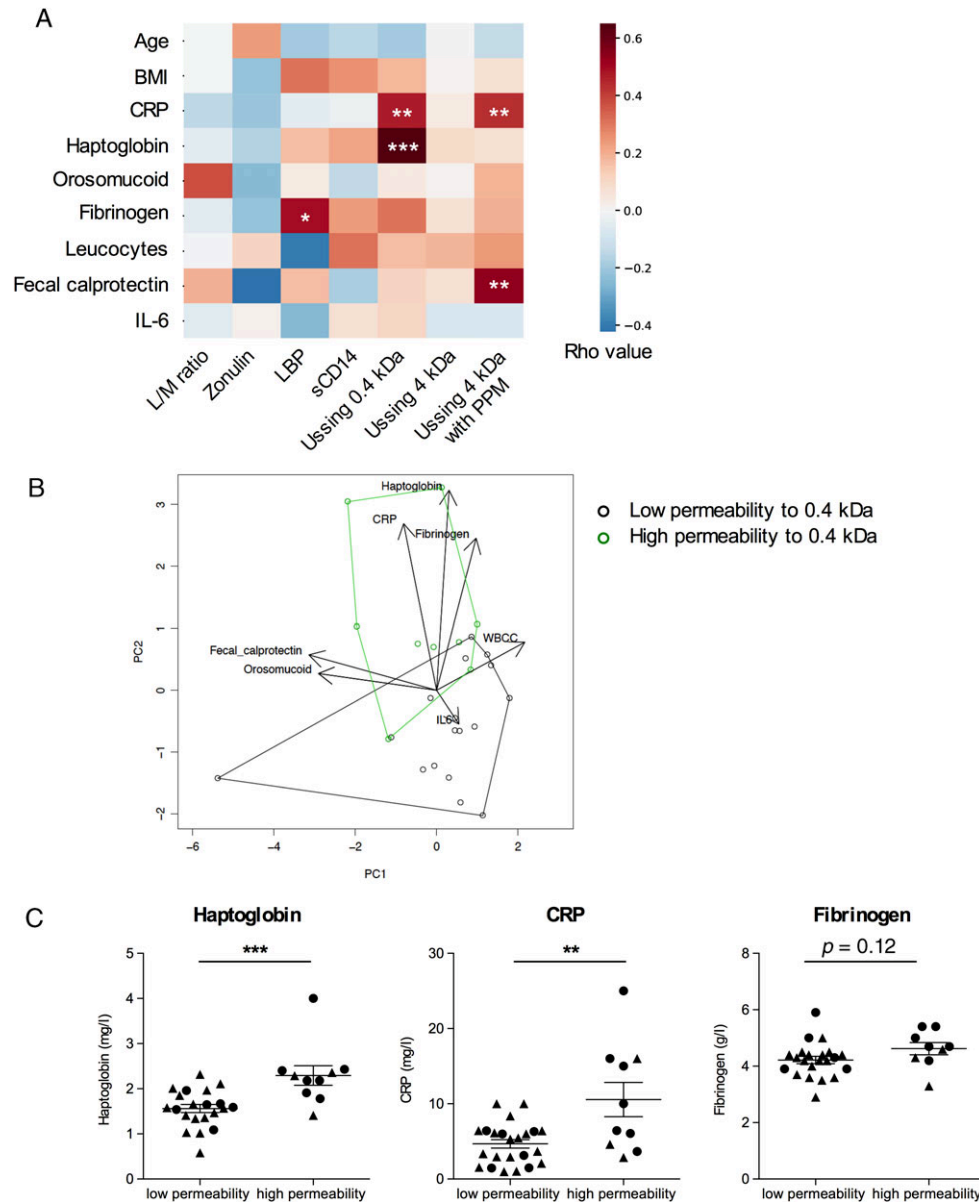 A
Age
BMI
CRP
Haptoglobin
Orosomucoid
Fibrinogen
Leucocytes
Fecal calprotectin
IL-6
** **
***
*
**
L/M ratio
Zonulin
LBP
sCD14
Ussing 0.4 kDa
Ussing 4 kDa
Ussing 4 kDa
with PPM
0.6
0.4
0.2
0.0
−0.2
−0.4
Rho value
B
PC2
3
2
1
0
−1
−2
Haptoglobin
CRP
Fibrinogen
WBCC
Fecal_calprotectin
Orosomucoid
IL6
−6 −4 −2 0 2
PC1
Low permeability to 0.4 kDa
High permeability to 0.4 kDa
C
Haptoglobin
***
Haptoglobin (mg/l)
5
4
3
2
1
0
low permeability high permeability
CRP
**
CRP (mg/l)
30
20
10
0
low permeability high permeability
Fibrinogen
p = 0.12
Fibrinogen (g/l)
8
6
4
2
0
low permeability high permeability